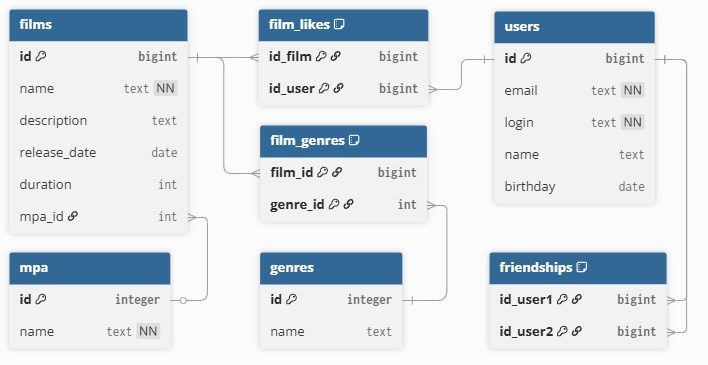 films
id bigint
name text NN
description text
release_date date
duration int
mpa_id int
film_likes
id_film bigint
id_user bigint
film_genres
film_id bigint
genre_id int
users
id bigint
email text NN
login text NN
name text
birthday date
mpa
id integer
name text NN
genres
id integer
name text
friendships
id_user1 bigint
id_user2 bigint